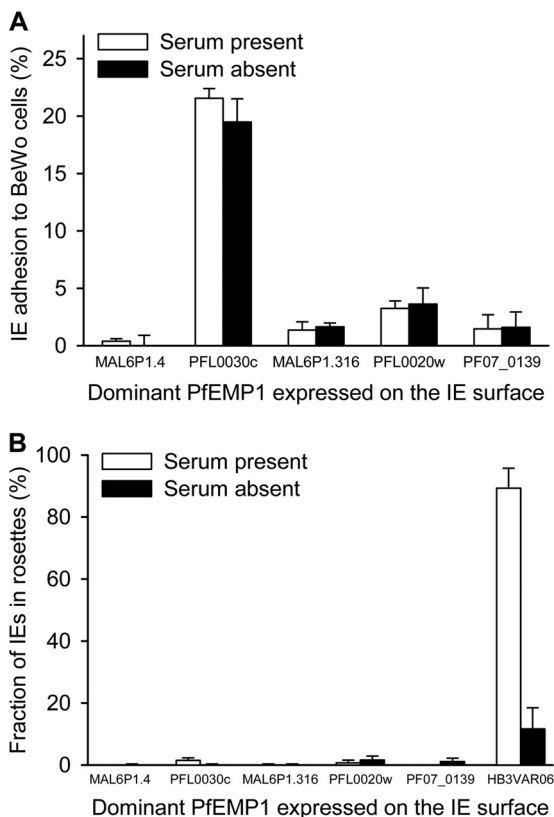 A
Serum present
Serum absent
IE adhesion to BeWo cells (%)
25
20
15
10
5
0
MAL6P1.4 PFL0030c MAL6P1.316 PFL0020w PF07_0139
Dominant PfEMP1 expressed on the IE surface
B
Serum present
Serum absent
Fraction of IEs in rosettes (%)
100
80
60
40
20
0
MAL6P1.4 PFL0030c MAL6P1.316 PFL0020w PF07_0139 HB3VAR06
Dominant PfEMP1 expressed on the IE surface